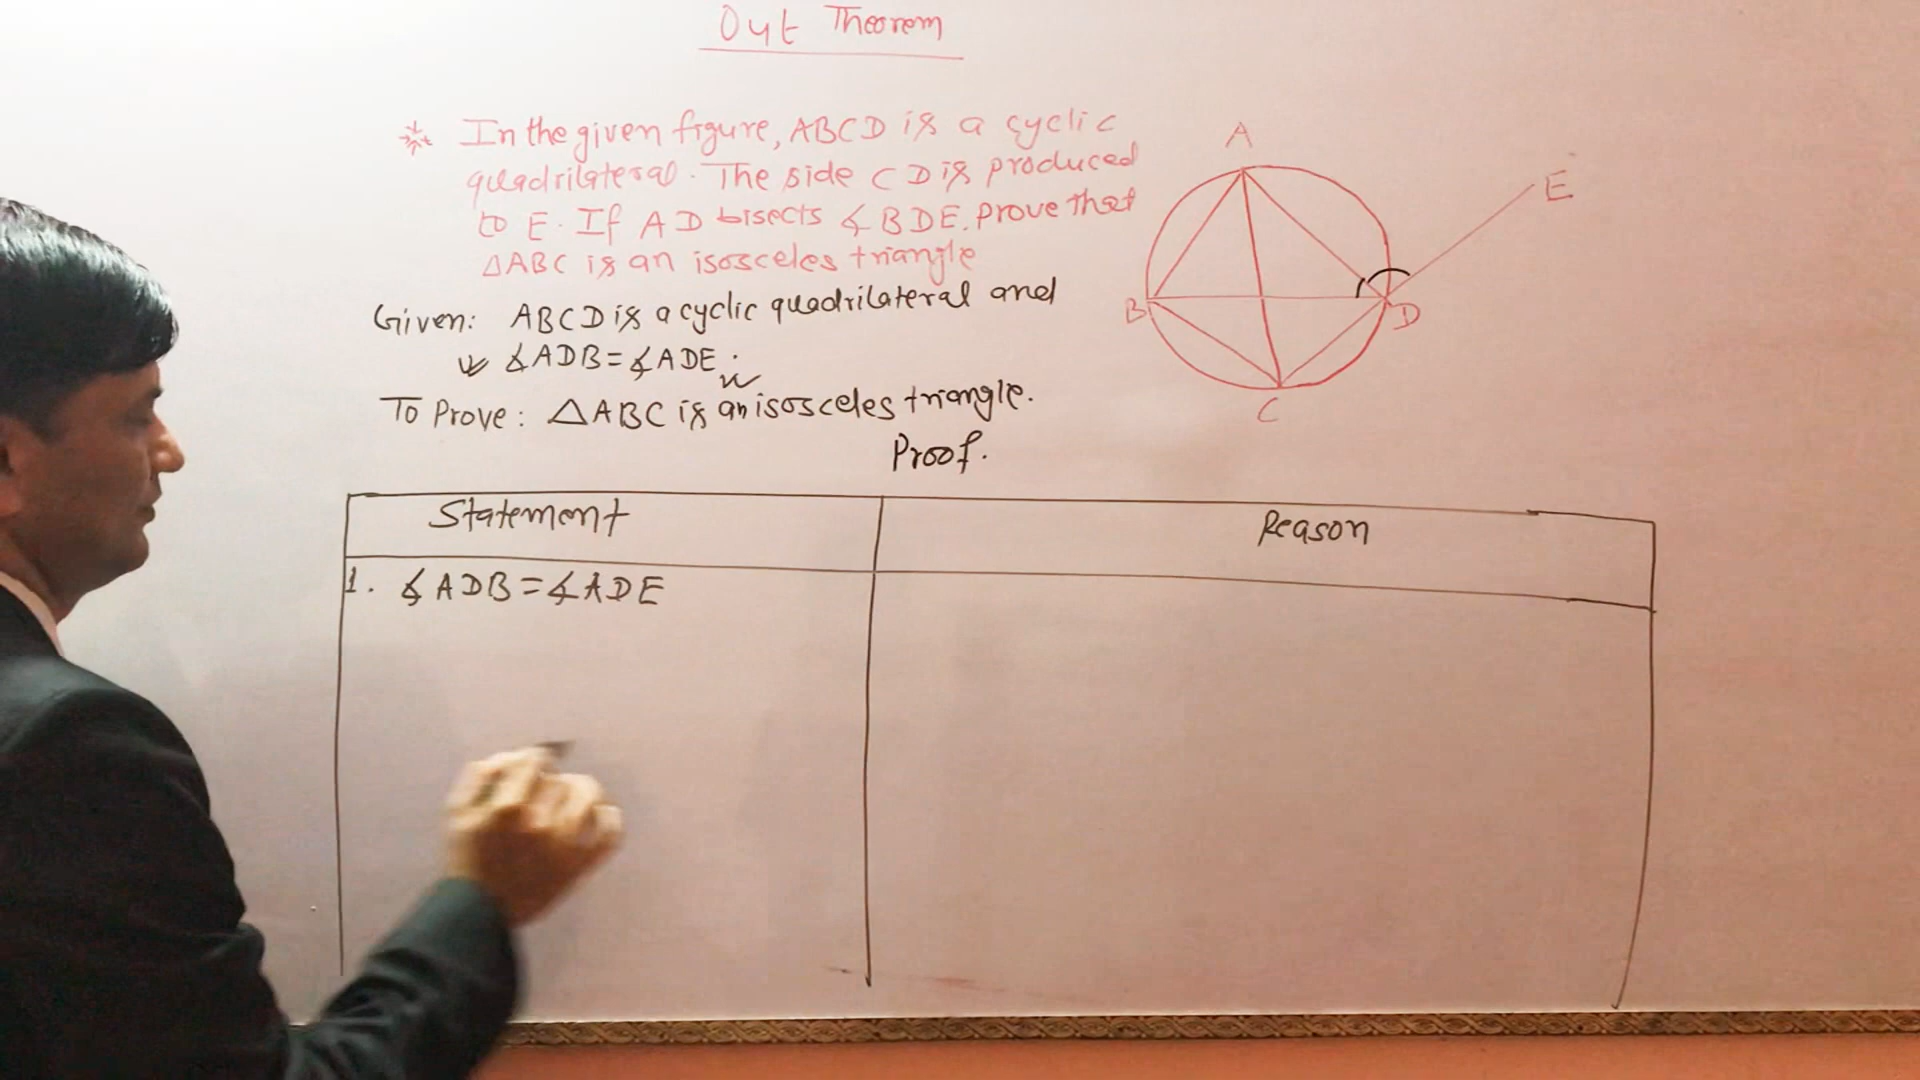 Out Theorem
* In the given figure, ABCD is a cyclic
quadrilateral. The side CD is produced
to E. If AD bisects ∡BDE. prove that
△ABC is an isosceles triangle
Given: ABCD is a cyclic quadrilateral and
∡ADB=∡ADE.
To Prove: △ABC is an isosceles triangle.
Proof.
Statement Reason
1. ∡ADB=∡ADE
A
E
B
D
C